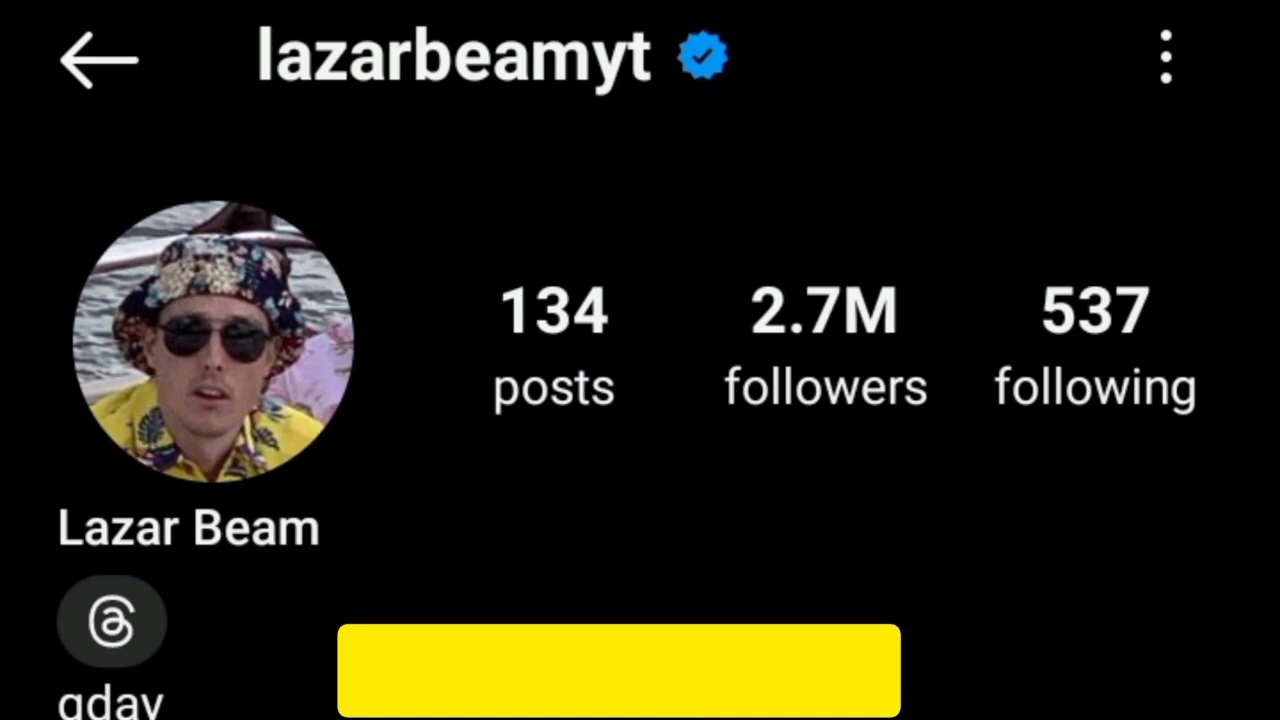 lazarbeamyt
134 2.7M 537
posts followers following
Lazar Beam
gday